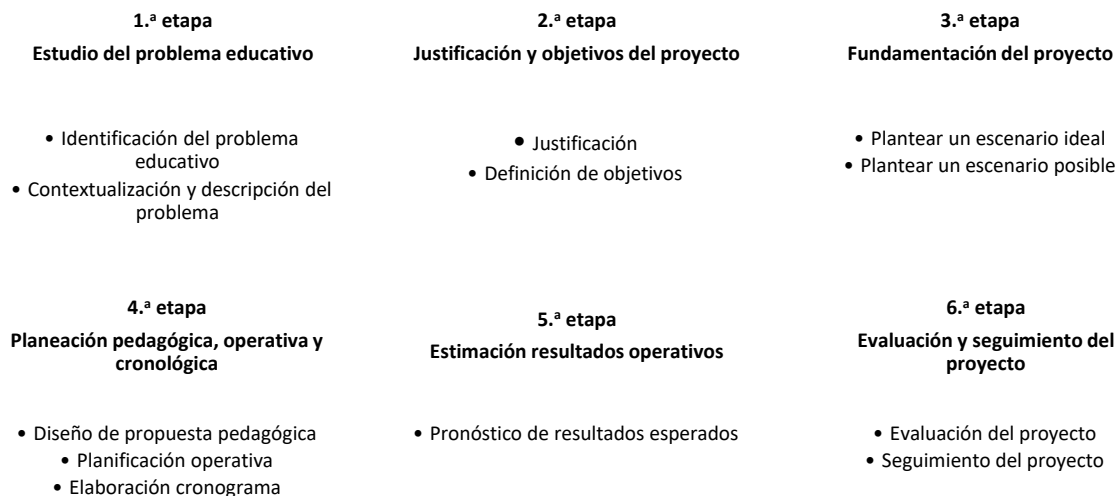 1.ª etapa
Estudio del problema educativo
• Identificación del problema
educativo
• Contextualización y descripción del
problema
2.ª etapa
Justificación y objetivos del proyecto
• Justificación
• Definición de objetivos
3.ª etapa
Fundamentación del proyecto
• Plantear un escenario ideal
• Plantear un escenario posible
4.ª etapa
Planeación pedagógica, operativa y
cronológica
• Diseño de propuesta pedagógica
• Planificación operativa
• Elaboración cronograma
5.ª etapa
Estimación resultados operativos
• Pronóstico de resultados esperados
6.ª etapa
Evaluación y seguimiento del
proyecto
• Evaluación del proyecto
• Seguimiento del proyecto